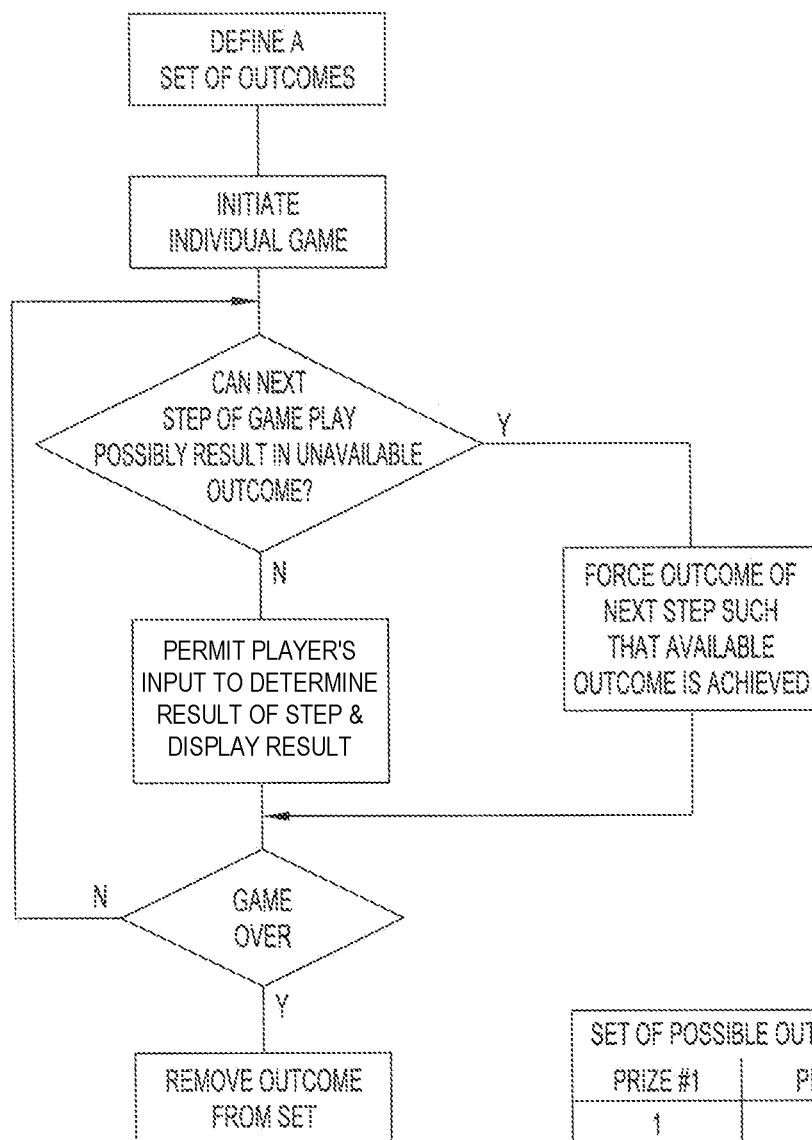 DEFINE A
SET OF OUTCOMES
INITIATE
INDIVIDUAL GAME
CAN NEXT
STEP OF GAME PLAY
POSSIBLY RESULT IN UNAVAILABLE
OUTCOME?
Y
N
FORCE OUTCOME OF
NEXT STEP SUCH
THAT AVAILABLE
OUTCOME IS ACHIEVED
PERMIT PLAYER'S
INPUT TO DETERMINE
RESULT OF STEP &
DISPLAY RESULT
N
GAME
OVER
Y
REMOVE OUTCOME
FROM SET
SET OF POSSIBLE
PRIZE #1
1